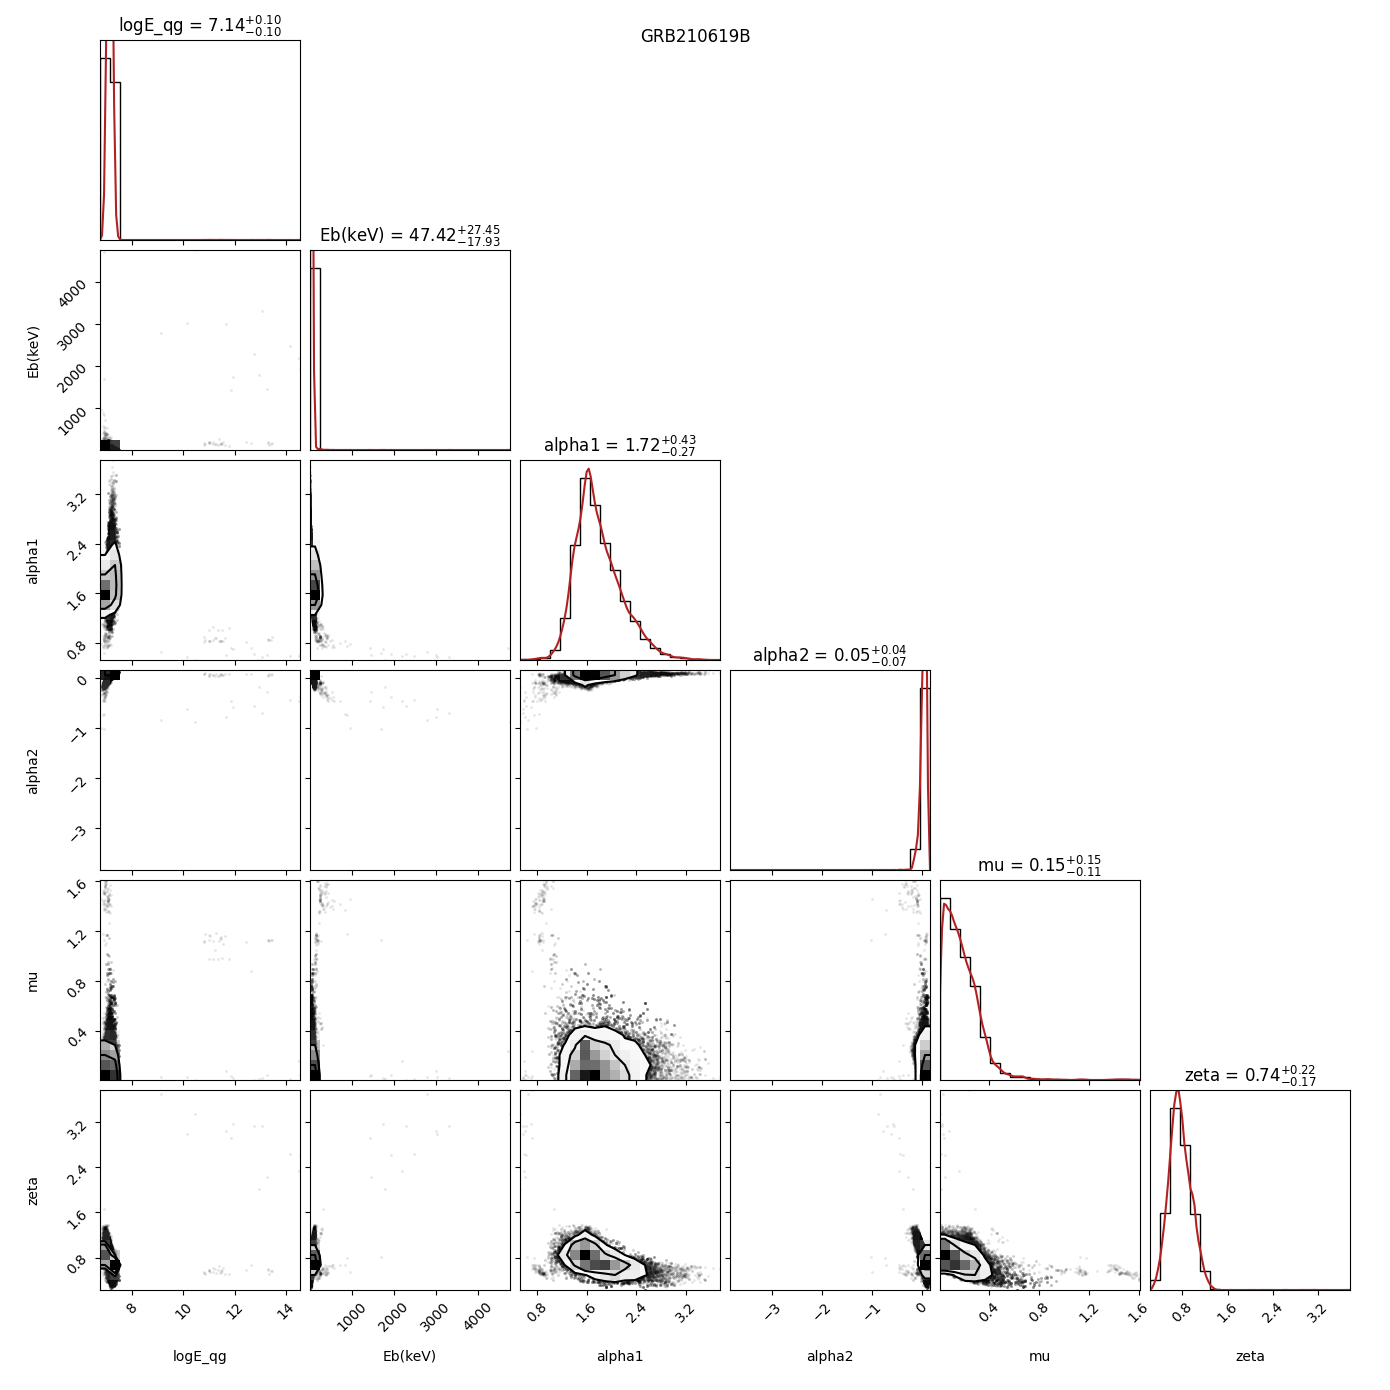 logE_qg = 7.14+0.10−0.10
GRB210619B
Eb(keV) = 47.42+27.45−17.93
4000
3000
2000
1000
Eb(keV)
alpha1 = 1.72+0.43−0.27
3.2
2.4
1.6
0.8
alpha1
alpha2 = 0.05+0.04−0.07
0
−1
−2
−3
alpha2
mu = 0.15+0.15−0.11
1.6
1.2
0.8
0.4
mu
zeta = 0.74+0.22−0.17
3.2
2.4
1.6
0.8
zeta
8 10 12 14 1000 2000 3000 4000 0.8 1.6 2.4 3.2 −3 −2 −1 0 0.4 0.8 1.2 1.6 0.8 1.6 2.4 3.2
logE_qg Eb(keV) alpha1 alpha2 mu zeta